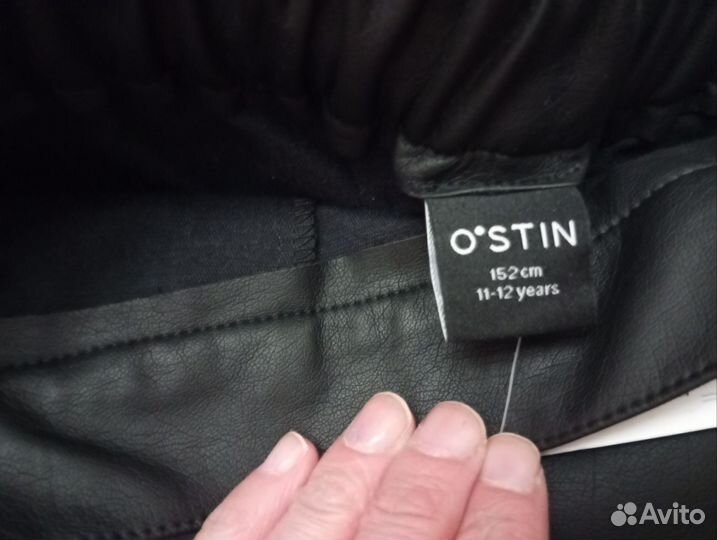 O'STIN
152cm
11-12 years
Avito